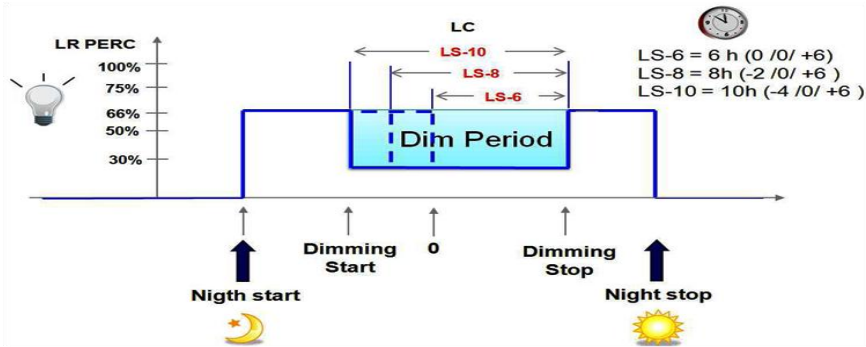 LC
LR PERC
LS-10
LS-8
LS-6
100%
75%
66%
50%
30%
Dim Period
LS-6 = 6 h (0 /0/ +6)
LS-8 = 8h (-2 /0/ +6 )
LS-10 = 10h (-4 /0/ +6 )
Dimming
Start
0
Dimming
Stop
Nigth start
Night stop